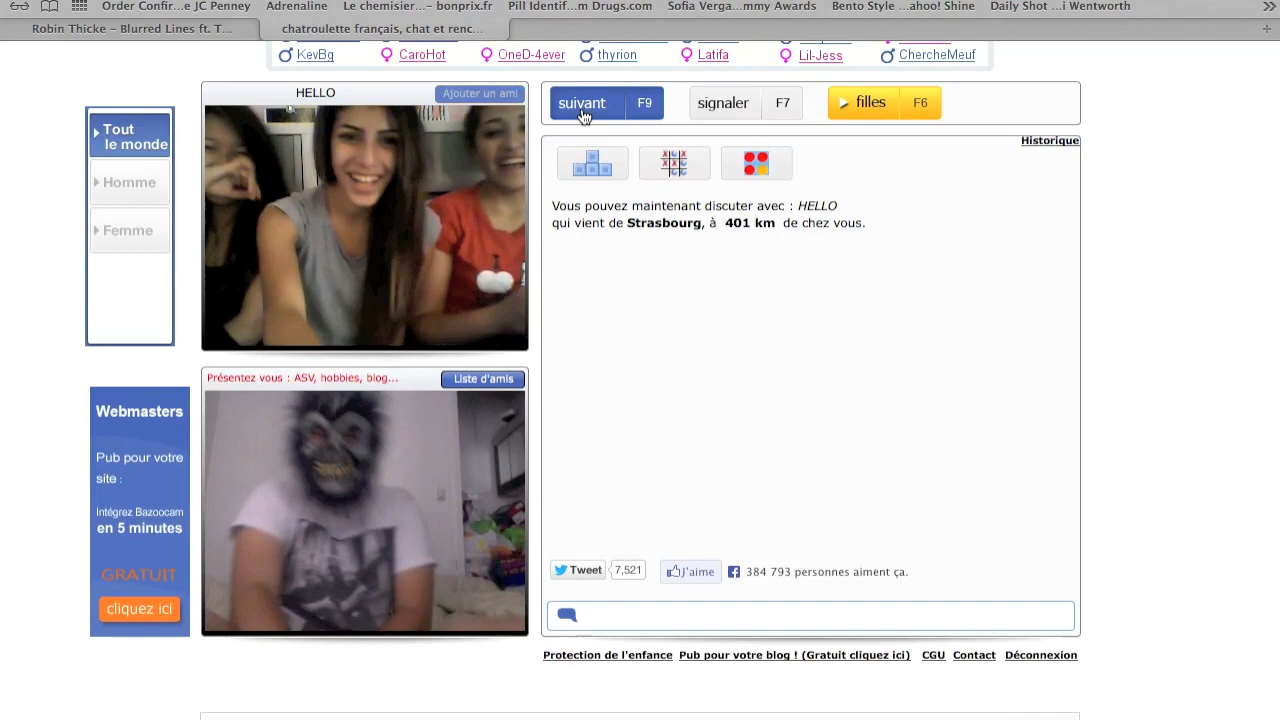 Order Confir...e JC Penney Adrenaline Le chemisier...– bonprix.fr Pill Identif...m Drugs.com Sofia Verga...mmy Awards Bento Style ...ahoo! Shine Daily Shot ...i Wentworth
Robin Thicke – Blurred Lines ft. T...
chatroulette français, chat et renc...
KevBg CaroHot OneD-4ever thyrion Latifa Lil-Jess ChercheMeuf
HELLO
Ajouter un ami
suivant F9
signaler F7
filles F6
Tout
le monde
Homme
Femme
Historique
Vous pouvez maintenant discuter avec : HELLO
qui vient de Strasbourg, à 401 km de chez vous.
Présentez vous : ASV, hobbies, blog...
Liste d'amis
Webmasters
Pub pour votre
site :
Intégrez Bazoocam
en 5 minutes
GRATUIT
cliquez ici
Tweet 7,521 J'aime 384 793 personnes aiment ça.
Protection de l'enfance Pub pour votre blog ! (Gratuit cliquez ici) CGU Contact Déconnexion